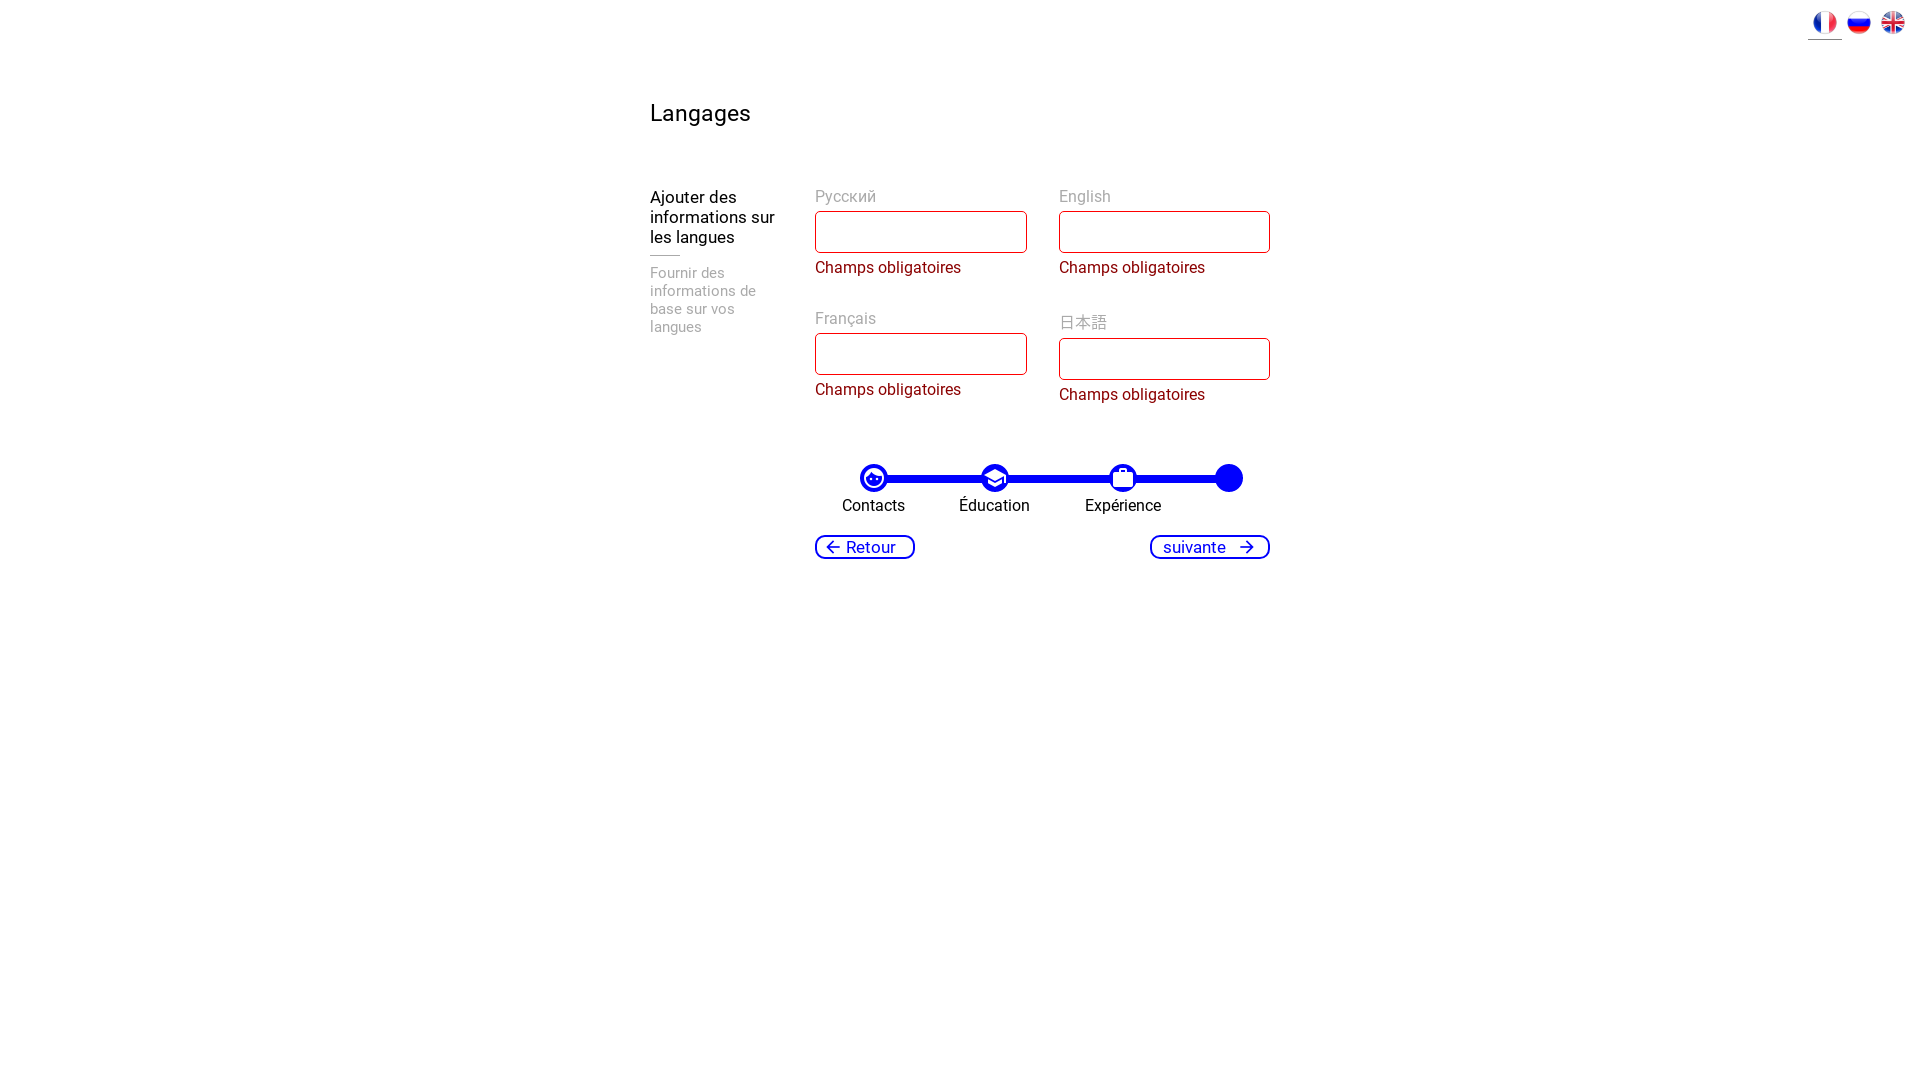 Langages
Ajouter des
informations sur
les langues
Fournir des
informations de
base sur vos
langues
Русский
Champs obligatoires
English
Champs obligatoires
Français
Champs obligatoires
日本語
Champs obligatoires
Contacts
Éducation
Expérience
Retour
suivante